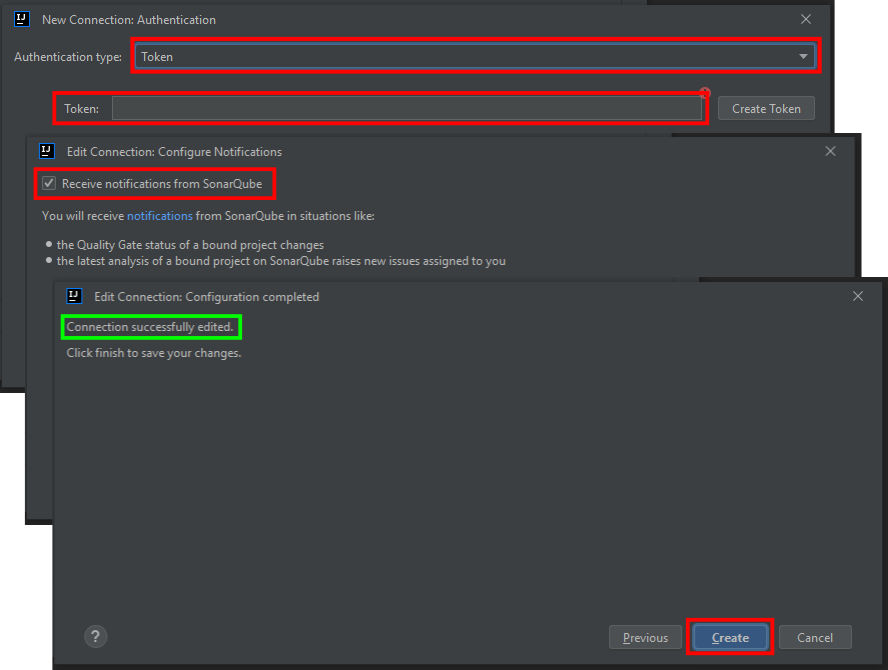 IJ New Connection: Authentication
Authentication type: Token
Token: Create Token
IJ Edit Connection: Configure Notifications
Receive notifications from SonarQube
You will receive notifications from SonarQube in situations like:
the Quality Gate status of a bound project changes
the latest analysis of a bound project on SonarQube raises new issues assigned to you
IJ Edit Connection: Configuration completed
Connection successfully edited.
Click finish to save your changes.
? Previous Create Cancel